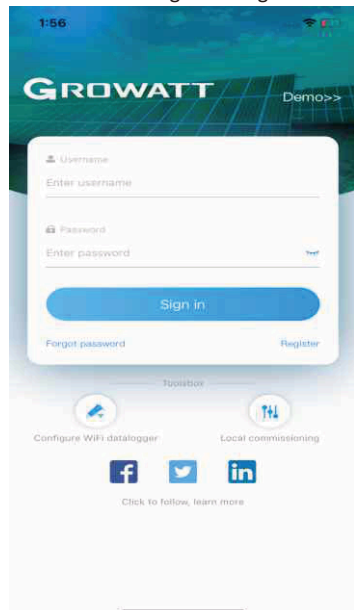 1:56
GROWATT
Demo>>
Username
Enter username
Password
Enter password
Sign in
Forgot password
Register
Toolbox
Configure WiFi datalogger
Local commissioning
Click to follow, learn more